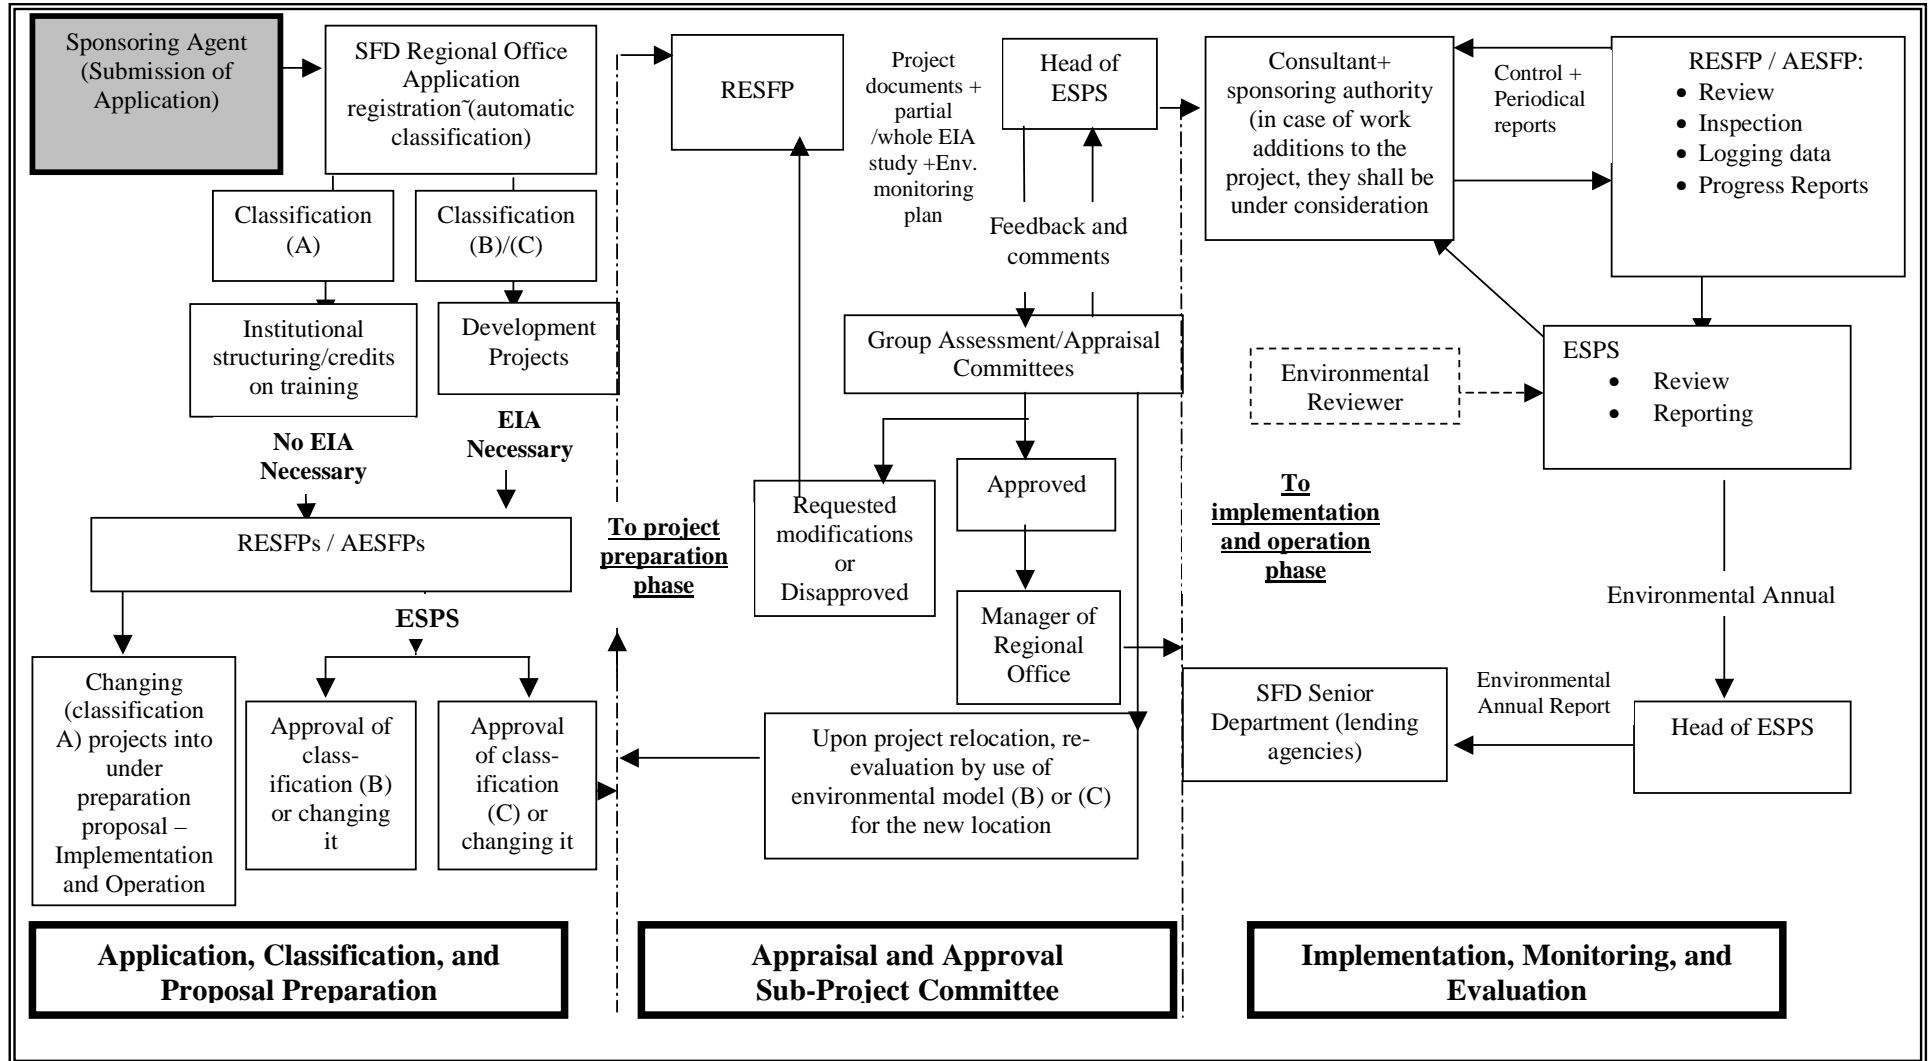 Sponsoring Agent
(Submission of
Application)
SFD Regional Office
Application
registration~(automatic
classification)
Classification
(A)
Classification
(B)/(C)
Institutional
structuring/credits
on training
Development
Projects
No EIA
Necessary
EIA
Necessary
RESFPs / AESFPs
ESPS
Changing
(classification
A) projects into
under
preparation
proposal –
Implementation
and Operation
Approval of
class-
ification (B)
or changing
it
Approval
of class-
ification
(C) or
changing it
To project
preparation
phase
RESFP
Project
documents +
partial
/whole EIA
study +Env.
monitoring
plan
Head of
ESPS
Feedback and
comments
Group Assessment/Appraisal
Committees
Requested
modifications
or
Disapproved
Approved
Manager of
Regional
Office
Upon project relocation, re-
evaluation by use of
environmental model (B) or (C)
for the new location
Consultant+
sponsoring authority
(in case of work
additions to the
project, they shall be
under consideration
Control +
Periodical
reports
RESFP / AESFP:
• Review
• Inspection
• Logging data
• Progress Reports
Environmental
Reviewer
ESPS
• Review
• Reporting
To
implementation
and operation
phase
Environmental Annual
SFD Senior
Department (lending
agencies)
Environmental
Annual Report
Head of ESPS
Application, Classification, and
Proposal Preparation
Appraisal and Approval
Sub-Project Committee
Implementation, Monitoring, and
Evaluation